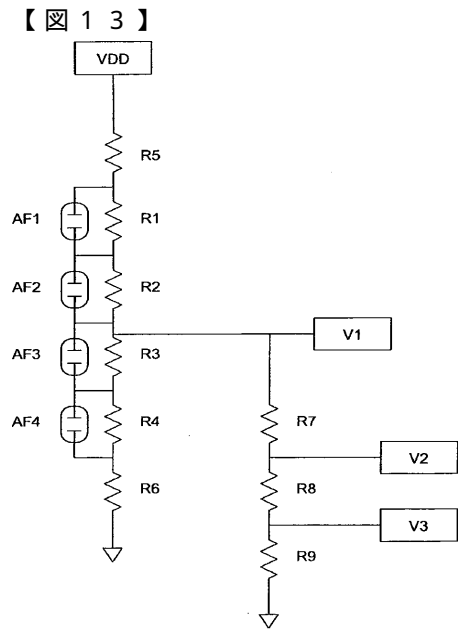 【図１３】
VDD
R5
AF1 R1
AF2 R2
V1
AF3 R3
AF4 R4 R7
V2
R6 R8
V3
R9